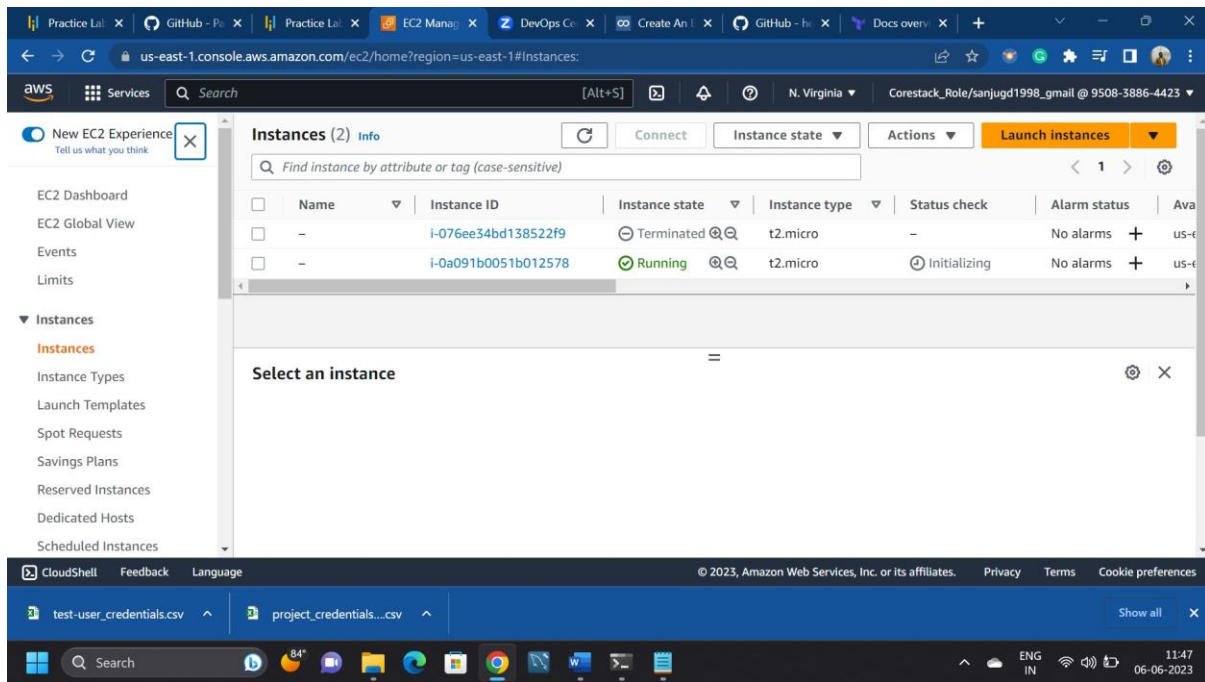 Practice Lab GitHub - Pa Practice Lab EC2 Manag DevOps Ce Create An E GitHub - he Docs overv
us-east-1.console.aws.amazon.com/ec2/home?region=us-east-1#Instances:
aws Services Search [Alt+S] N. Virginia Corestack_Role/sanjugd1998_gmail @ 9508-3886-4423
New EC2 Experience
Tell us what you think
EC2 Dashboard
EC2 Global View
Events
Limits
Instances
Instances
Instance Types
Launch Templates
Spot Requests
Savings Plans
Reserved Instances
Dedicated Hosts
Scheduled Instances
Instances (2) Info Connect Instance state Actions Launch instances
Find instance by attribute or tag (case-sensitive) 1
Name Instance ID Instance state Instance type Status check Alarm status Ava
– i-076ee34bd138522f9 Terminated t2.micro – No alarms + us-e
– i-0a091b0051b012578 Running t2.micro Initializing No alarms + us-e
Select an instance
CloudShell Feedback Language © 2023, Amazon Web Services, Inc. or its affiliates. Privacy Terms Cookie preferences
test-user_credentials.csv project_credentials....csv Show all
Search 84° ENG 11:47
IN 06-06-2023